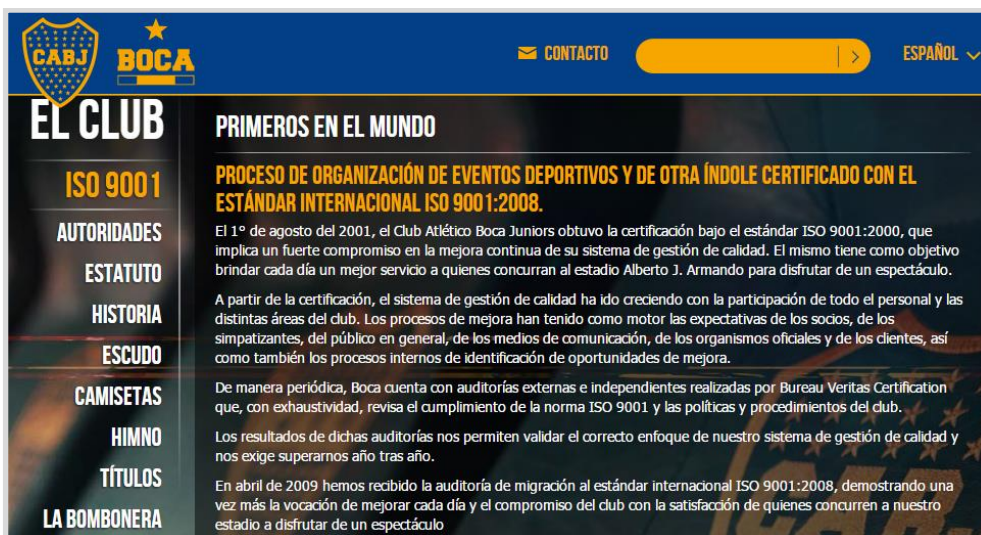 CABJ
BOCA
CONTACTO
ESPAÑOL
EL CLUB
ISO 9001
AUTORIDADES
ESTATUTO
HISTORIA
ESCUDO
CAMISETAS
HIMNO
TÍTULOS
LA BOMBONERA
PRIMEROS EN EL MUNDO
PROCESO DE ORGANIZACIÓN DE EVENTOS DEPORTIVOS Y DE OTRA ÍNDOLE CERTIFICADO CON EL
ESTÁNDAR INTERNACIONAL ISO 9001:2008.
El 1º de agosto del 2001, el Club Atlético Boca Juniors obtuvo la certificación bajo el estándar ISO 9001:2000, que
implica un fuerte compromiso en la mejora continua de su sistema de gestión de calidad. El mismo tiene como objetivo
brindar cada día un mejor servicio a quienes concurran al estadio Alberto J. Armando para disfrutar de un espectáculo.
A partir de la certificación, el sistema de gestión de calidad ha ido creciendo con la participación de todo el personal y las
distintas áreas del club. Los procesos de mejora han tenido como motor las expectativas de los socios, de los
simpatizantes, del público en general, de los medios de comunicación, de los organismos oficiales y de los clientes, así
como también los procesos internos de identificación de oportunidades de mejora.
De manera periódica, Boca cuenta con auditorías externas e independientes realizadas por Bureau Veritas Certification
que, con exhaustividad, revisa el cumplimiento de la norma ISO 9001 y las políticas y procedimientos del club.
Los resultados de dichas auditorías nos permiten validar el correcto enfoque de nuestro sistema de gestión de calidad y
nos exige superarnos año tras año.
En abril de 2009 hemos recibido la auditoría de migración al estándar internacional ISO 9001:2008, demostrando una
vez más la vocación de mejorar cada día y el compromiso del club con la satisfacción de quienes concurren a nuestro
estadio a disfrutar de un espectáculo
CAB.